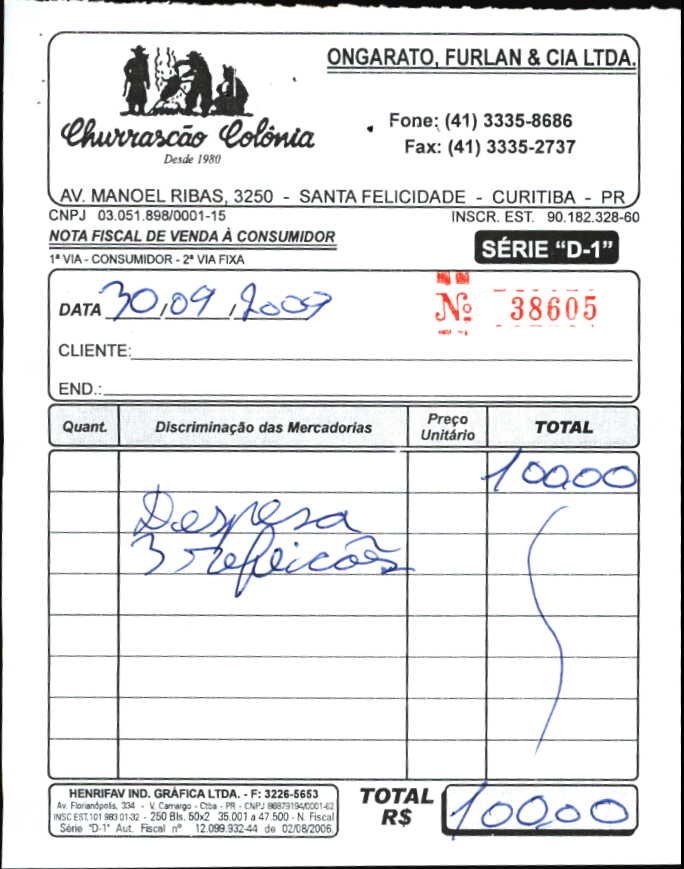 ONGARATO, FURLAN & CIA LTDA.
Churrascão Colônia
Desde 1980
Fone: (41) 3335-8686
Fax: (41) 3335-2737
AV. MANOEL RIBAS, 3250 - SANTA FELICIDADE - CURITIBA - PR
CNPJ 03.051.898/0001-15 INSCR. EST. 90.182.328-60
NOTA FISCAL DE VENDA À CONSUMIDOR
SÉRIE "D-1"
1ª VIA - CONSUMIDOR - 2ª VIA FIXA
DATA 30/09/2009
Nº 38605
CLIENTE:
END.:
Quant. Discriminação das Mercadorias Preço Unitário TOTAL
10000
Despesa
3 refeicões
HENRIFAV IND. GRÁFICA LTDA. - F: 3226-5653
Av. Florianópolis, 334 - V. Camargo - Ctba - PR - CNPJ 86879194/0001-62
INSC EST.101 983 01-32 - 250 Bls. 50x2 35.001 a 47.500 - N. Fiscal
Série "D-1" Aut. Fiscal nº 12.099.932-44 de 02/08/2006.
TOTAL R$ 100,00